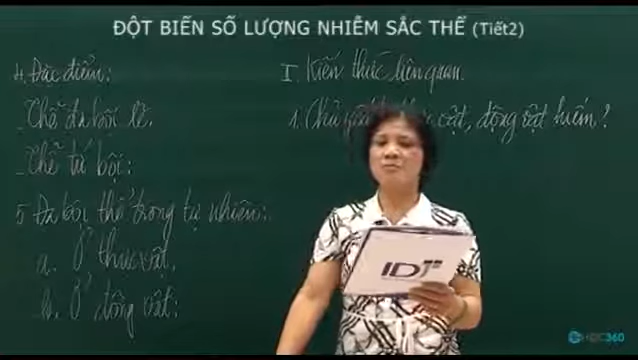 ĐỘT BIẾN SỐ LƯỢNG NHIỄM SẮC THỂ (Tiết2)
4. Đặc điểm:
- Thể đa bội lẻ.
- Thể tứ bội:
5. Đa bội thể trong tự nhiên:
a. Ở thực vật.
b. Ở động vật:
I. Kiến thức liên quan.
1. Chủ yếu thực vật, động vật hiếm?
IDJ
HỌC360